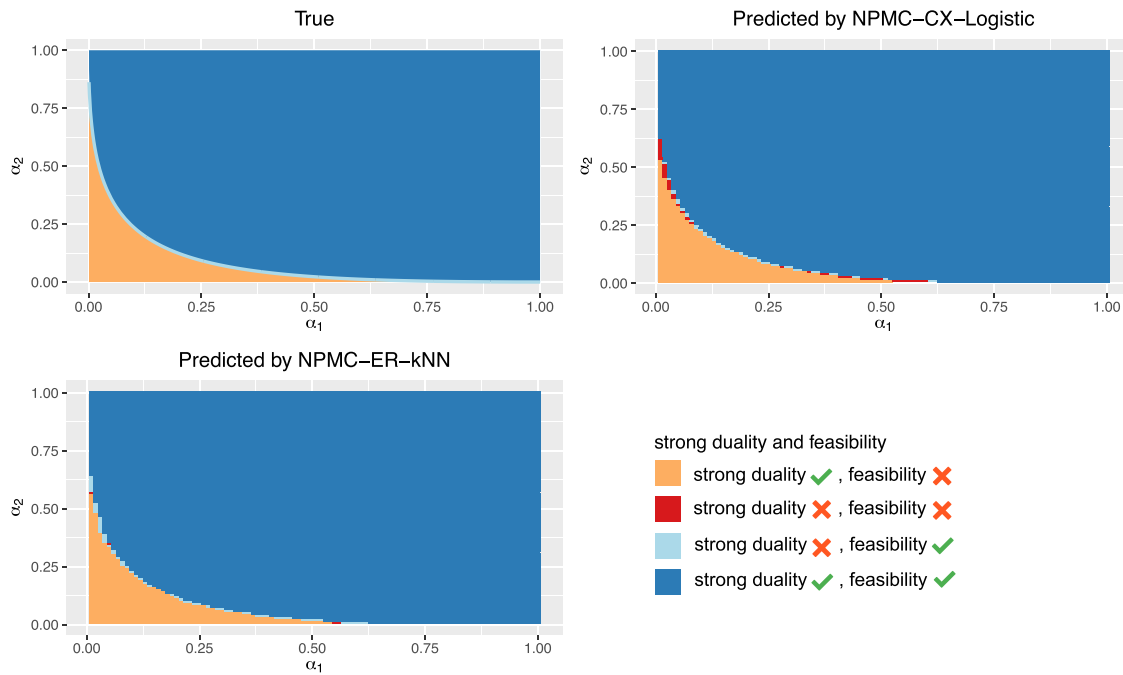 True
1.00
0.75
0.50
0.25
0.00
α2
0.00 0.25 0.50 0.75 1.00
α1
Predicted by NPMC−CX−Logistic
1.00
0.75
0.50
0.25
0.00
α2
0.00 0.25 0.50 0.75 1.00
α1
Predicted by NPMC−ER−kNN
1.00
0.75
0.50
0.25
0.00
α2
0.00 0.25 0.50 0.75 1.00
α1
strong duality and feasibility
strong duality ✓ , feasibility ✗
strong duality ✗ , feasibility ✗
strong duality ✗ , feasibility ✓
strong duality ✓ , feasibility ✓